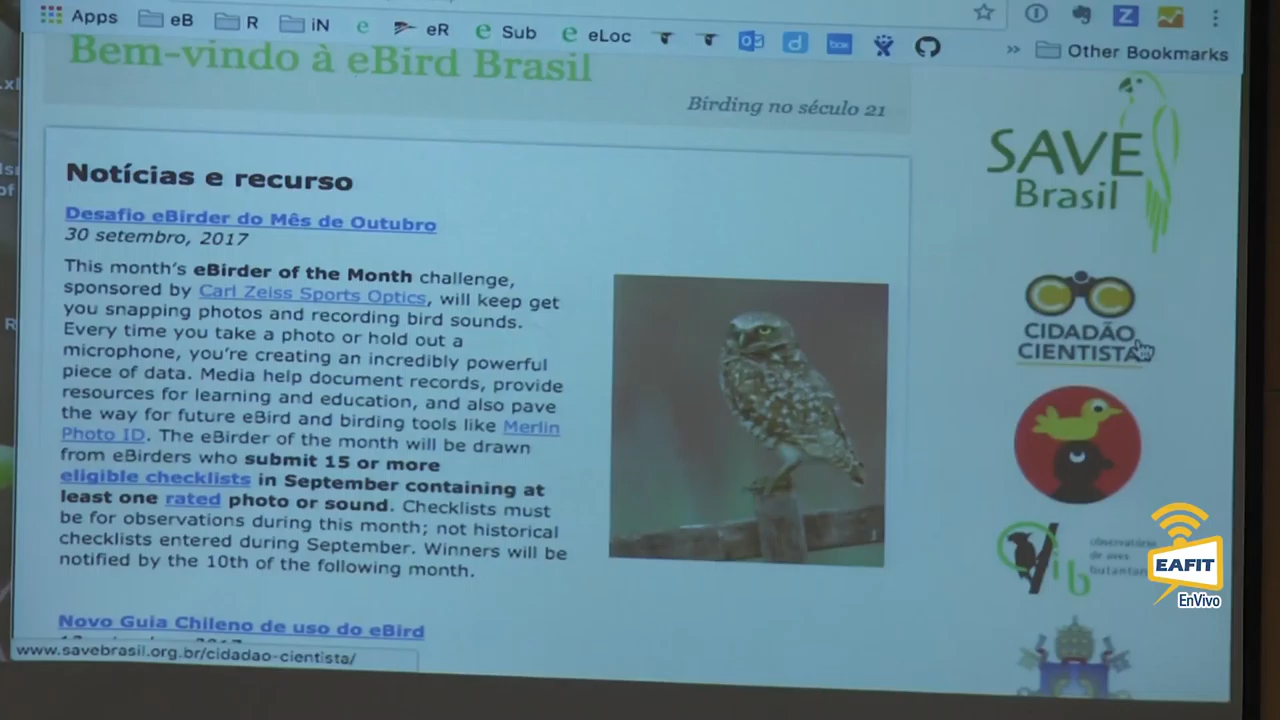 Apps eB R iN eR Sub eLoc Other Bookmarks
Bem-vindo à eBird Brasil
Birding no século 21
Notícias e recurso
Desafio eBirder do Mês de Outubro
30 setembro, 2017
This month's eBirder of the Month challenge,
sponsored by Carl Zeiss Sports Optics, will keep get
you snapping photos and recording bird sounds.
Every time you take a photo or hold out a
microphone, you're creating an incredibly powerful
piece of data. Media help document records, provide
resources for learning and education, and also pave
the way for future eBird and birding tools like Merlin
Photo ID. The eBirder of the month will be drawn
from eBirders who submit 15 or more
eligible checklists in September containing at
least one rated photo or sound. Checklists must
be for observations during this month; not historical
checklists entered during September. Winners will be
notified by the 10th of the following month.
Novo Guia Chileno de uso do eBird
www.savebrasil.org.br/cidadao-cientista/
SAVE
Brasil
CIDADÃO
CIENTISTA
observatório
de aves
EAFIT
EnVivo